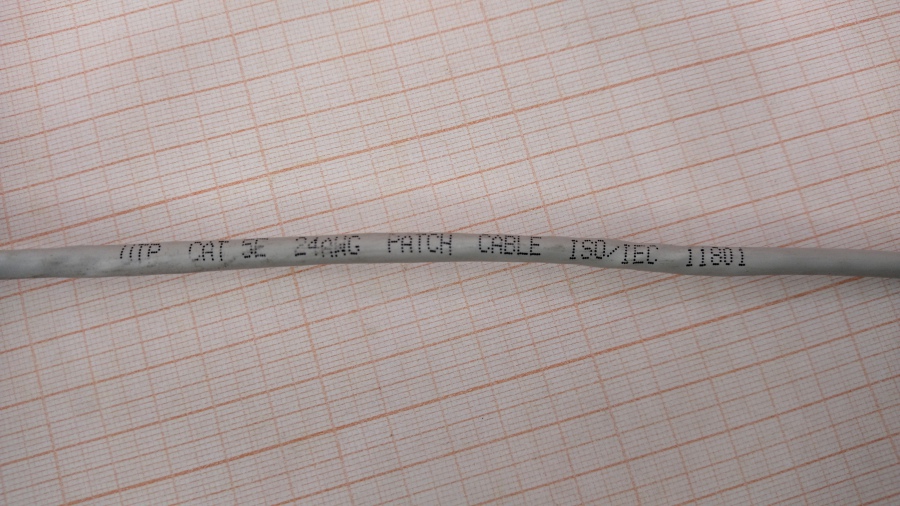 UTP CAT 5E 24AWG PATCH CABLE ISO/IEC 11801